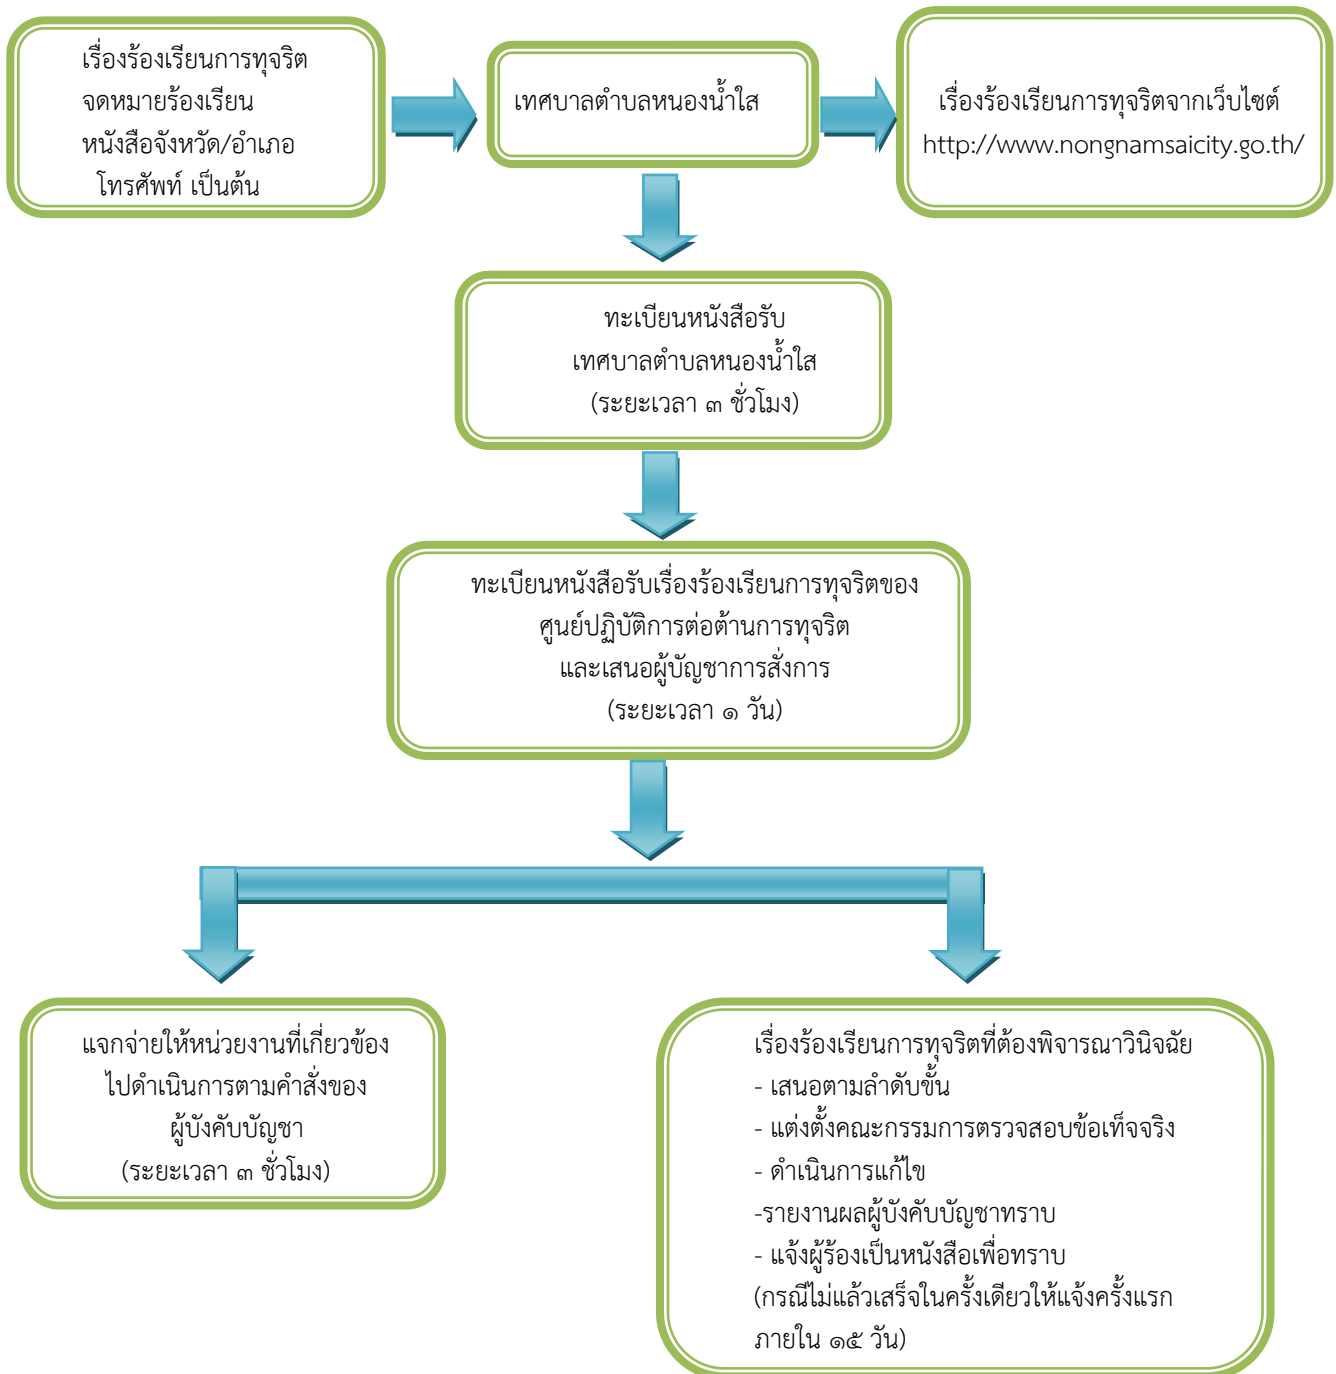 เรื่องร้องเรียนการทุจริต
จดหมายร้องเรียน
หนังสือจังหวัด/อำเภอ
โทรศัพท์ เป็นต้น
เทศบาลตำบลหนองน้ำใส
เรื่องร้องเรียนการทุจริตจากเว็บไซต์
http://www.nongnamsaicity.go.th/
ทะเบียนหนังสือรับ
เทศบาลตำบลหนองน้ำใส
(ระยะเวลา ๓ ชั่วโมง)
ทะเบียนหนังสือรับเรื่องร้องเรียนการทุจริตของ
ศูนย์ปฏิบัติการต่อต้านการทุจริต
และเสนอผู้บัญชาการสั่งการ
(ระยะเวลา ๑ วัน)
แจกจ่ายให้หน่วยงานที่เกี่ยวข้อง
ไปดำเนินการตามคำสั่งของ
ผู้บังคับบัญชา
(ระยะเวลา ๓ ชั่วโมง)
เรื่องร้องเรียนการทุจริตที่ต้องพิจารณาวินิจฉัย
- เสนอตามลำดับขั้น
- แต่งตั้งคณะกรรมการตรวจสอบข้อเท็จจริง
- ดำเนินการแก้ไข
-รายงานผลผู้บังคับบัญชาทราบ
- แจ้งผู้ร้องเป็นหนังสือเพื่อทราบ
(กรณีไม่แล้วเสร็จในครั้งเดียวให้แจ้งครั้งแรก
ภายใน ๑๕ วัน)